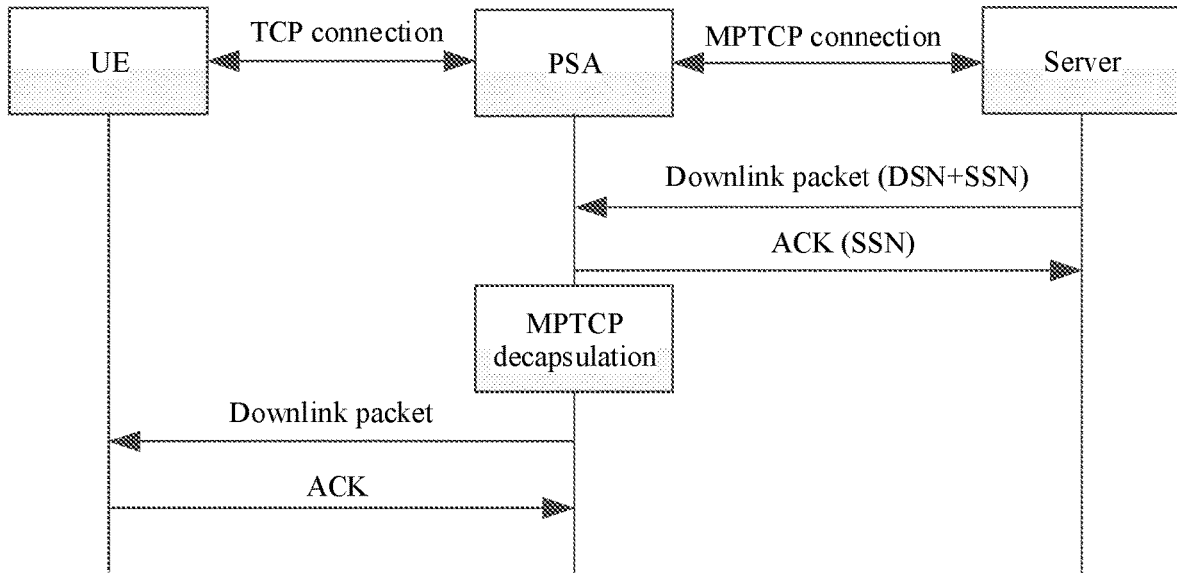 TCP connection
MPTCP connection
UE
PSA
Server
Downlink packet (DSN+SSN)
ACK (SSN)
MPTCP
decapsulation
Downlink packet
ACK